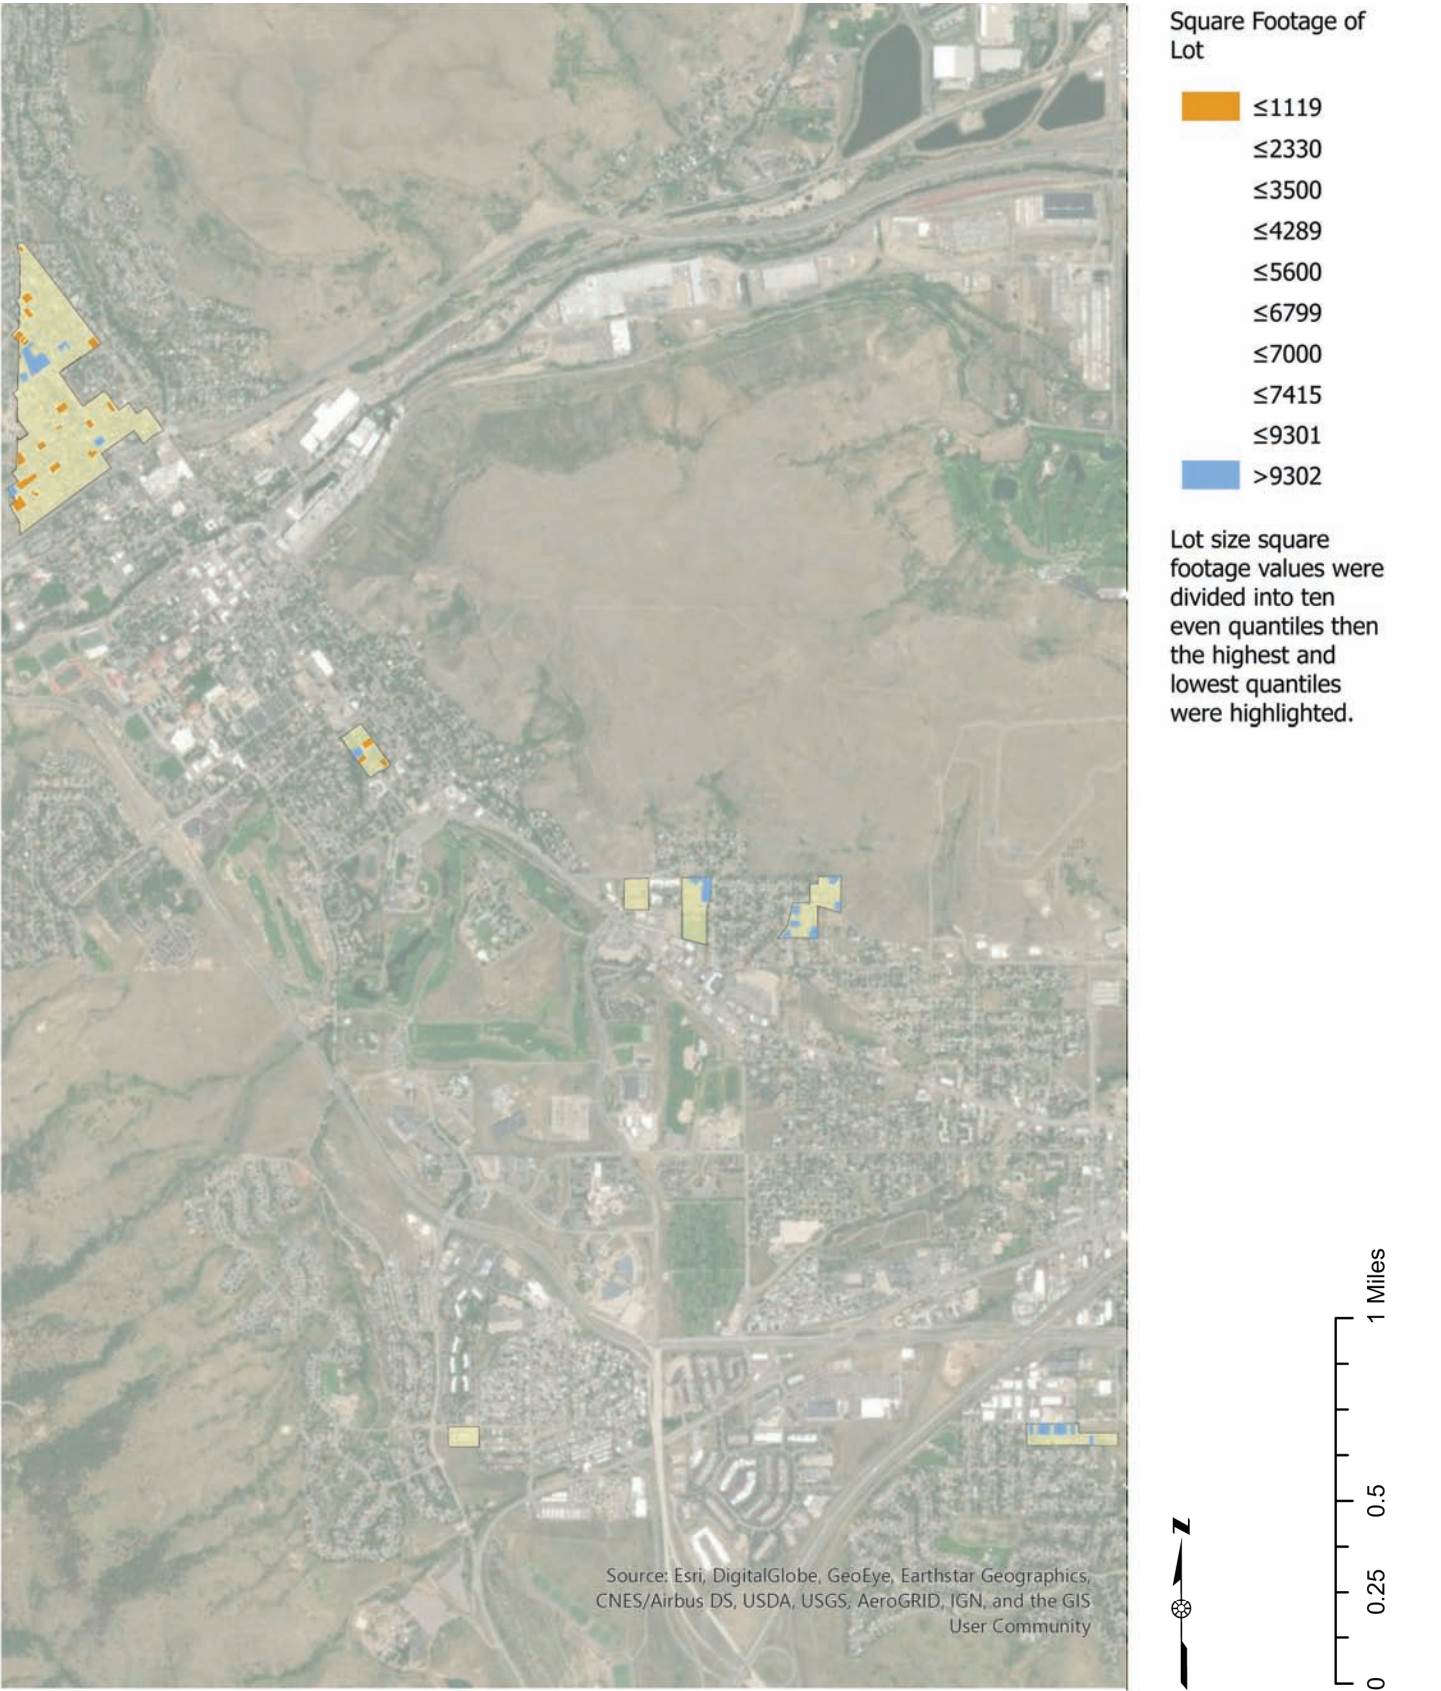 Square Footage of
Lot
≤1119
≤2330
≤3500
≤4289
≤5600
≤6799
≤7000
≤7415
≤9301
>9302
Lot size square
footage values were
divided into ten
even quantiles then
the highest and
lowest quantiles
were highlighted.
1 Miles
0.5
0.25
0
N
Source: Esri, DigitalGlobe, GeoEye, Earthstar Geographics,
CNES/Airbus DS, USDA, USGS, AeroGRID, IGN, and the GIS
User Community